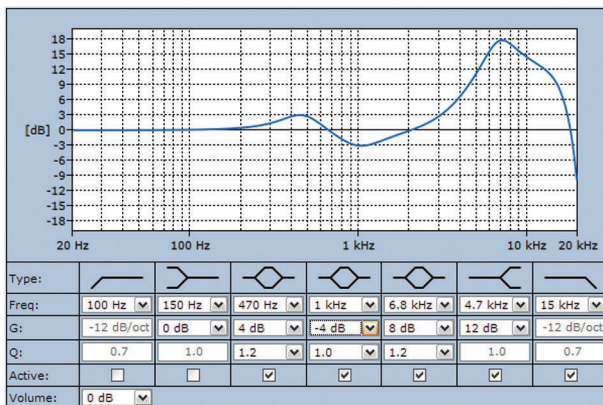 18
15
12
9
6
3
[dB] 0
-3
-6
-9
-12
-15
-18
20 Hz 100 Hz 1 kHz 10 kHz 20 kHz
Type:
Freq: 100 Hz 150 Hz 470 Hz 1 kHz 6.8 kHz 4.7 kHz 15 kHz
G: -12 dB/oct 0 dB 4 dB -4 dB 8 dB 12 dB -12 dB/oct
Q: 0.7 1.0 1.2 1.0 1.2 1.0 0.7
Active:
Volume: 0 dB